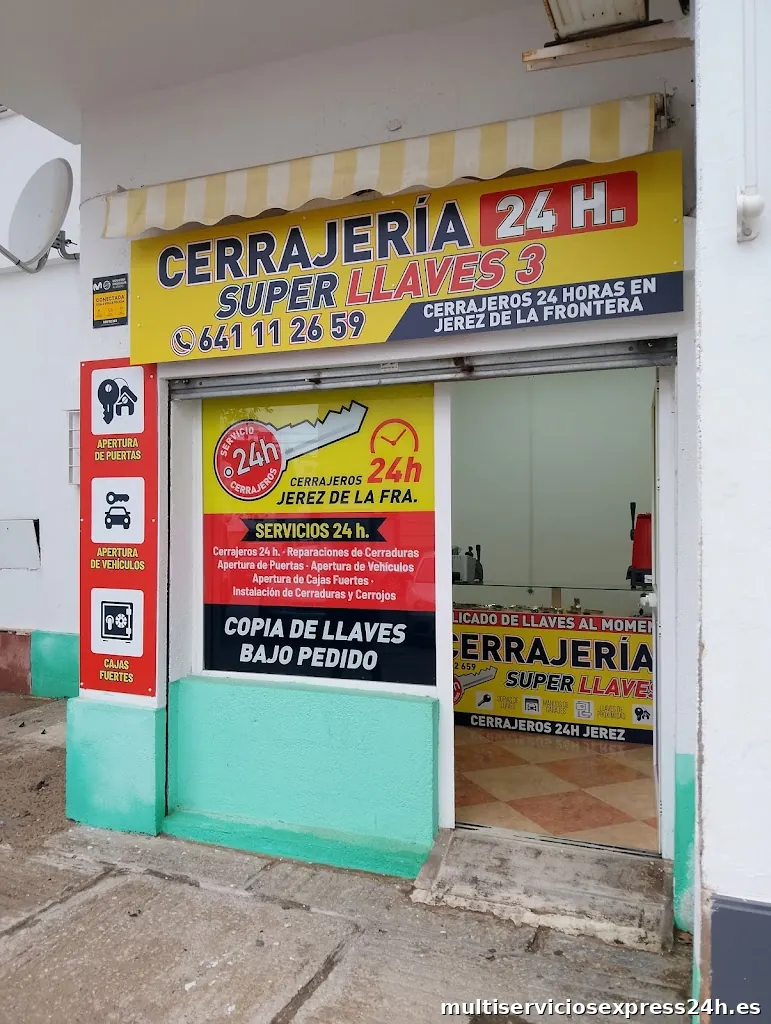 CERRAJERÍA 24 H.
SUPER LLAVES 3
641 11 26 59
CERRAJEROS 24 HORAS EN
JEREZ DE LA FRONTERA
CONECTADA
APERTURA
DE PUERTAS
APERTURA
DE VEHÍCULOS
CAJAS
FUERTES
SERVICIO
24h
CERRAJEROS
CERRAJEROS 24h
JEREZ DE LA FRA.
SERVICIOS 24 h.
Cerrajeros 24 h. · Reparaciones de Cerraduras
Apertura de Puertas · Apertura de Vehículos
Apertura de Cajas Fuertes ·
Instalación de Cerraduras y Cerrojos
COPIA DE LLAVES
BAJO PEDIDO
LICADO DE LLAVES AL MOMEN
CERRAJERÍA
2 659
SUPER LLAVES
CERRAJEROS 24H JEREZ
multiserviciosexpress24h.es